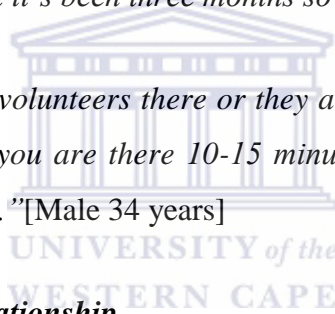 it's been three months so
volunteers there or they a
you are there 10-15 minu
.”[Male 34 years]
UNIVERSITY of the
WESTERN CAPE
ationship